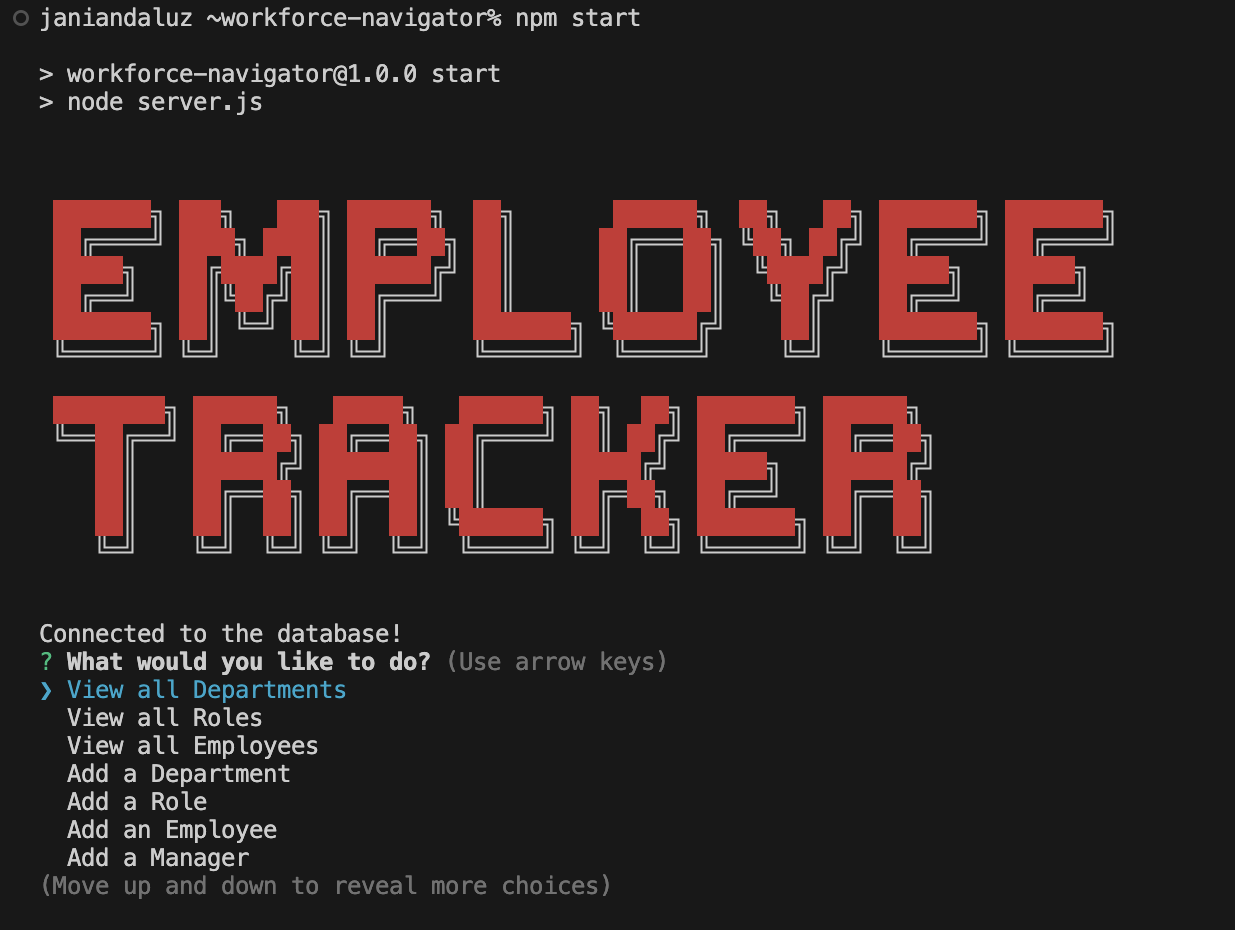 janiandaluz ~workforce-navigator% npm start
> workforce-navigator@1.0.0 start
> node server.js
EMPLOYEE
TRACKER
Connected to the database!
? What would you like to do? (Use arrow keys)
❯ View all Departments
View all Roles
View all Employees
Add a Department
Add a Role
Add an Employee
Add a Manager
(Move up and down to reveal more choices)